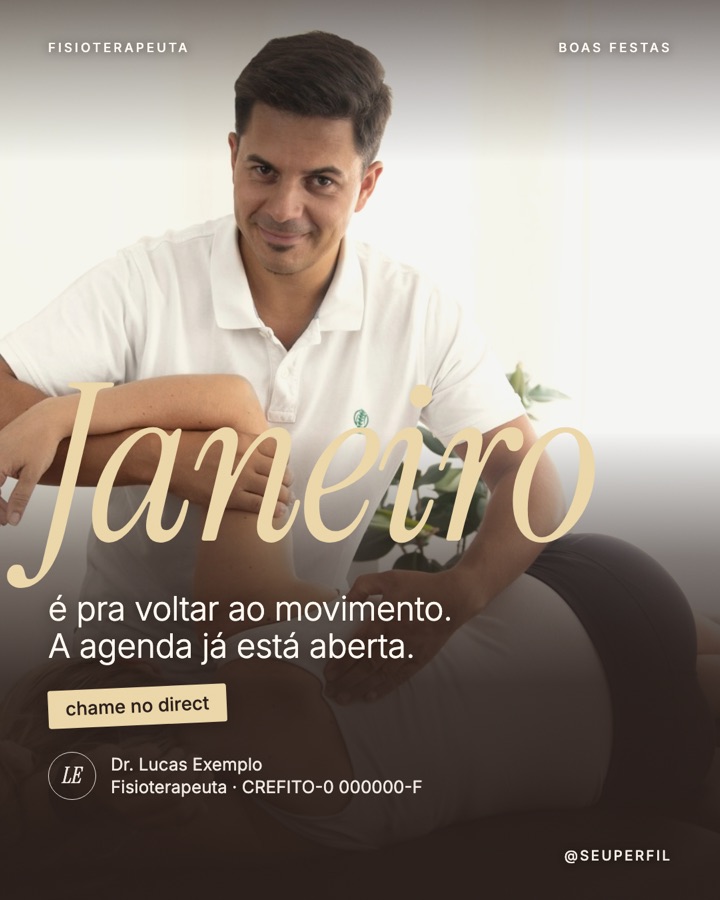 FISIOTERAPEUTA
BOAS FESTAS
Janeiro
é pra voltar ao movimento.
A agenda já está aberta.
chame no direct
LE
Dr. Lucas Exemplo
Fisioterapeuta · CREFITO-0 000000-F
@SEUPERFIL